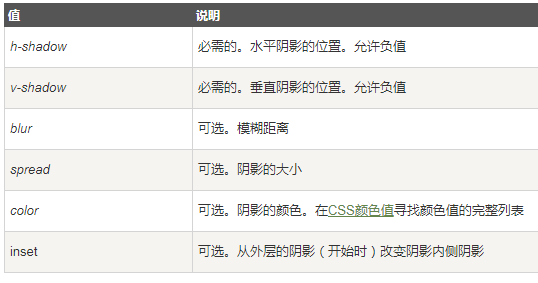 值 说明
h-shadow 必需的。水平阴影的位置。允许负值
v-shadow 必需的。垂直阴影的位置。允许负值
blur 可选。模糊距离
spread 可选。阴影的大小
color 可选。阴影的颜色。在CSS颜色值寻找颜色值的完整列表
inset 可选。从外层的阴影（开始时）改变阴影内侧阴影